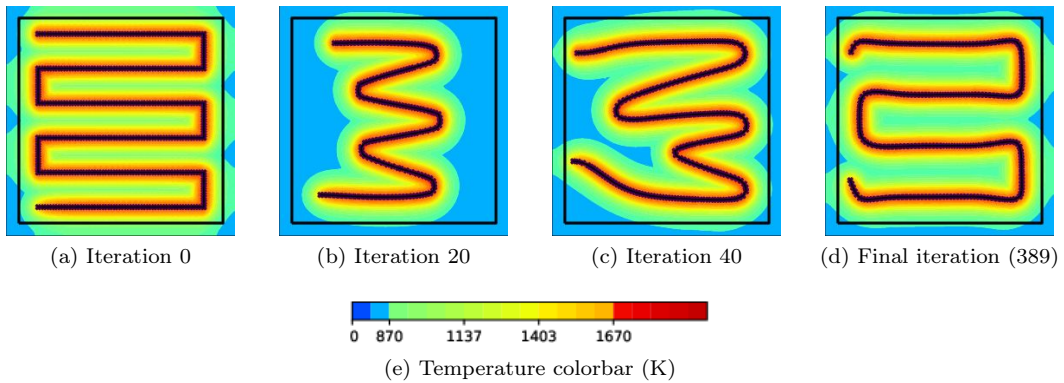 (a) Iteration 0
(b) Iteration 20
(c) Iteration 40
(d) Final iteration (389)
0 870 1137 1403 1670
(e) Temperature colorbar (K)